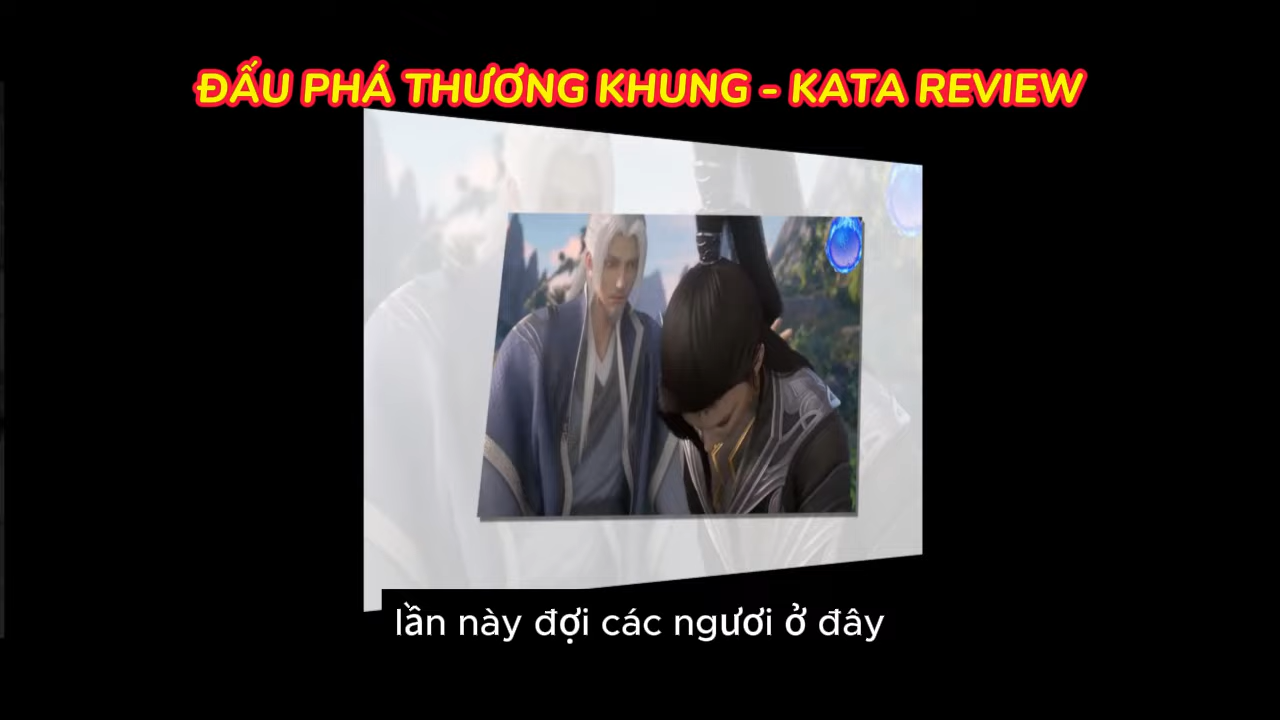 ĐẤU PHÁ THƯƠNG KHUNG - KATA REVIEW
lần này đợi các ngươi ở đây